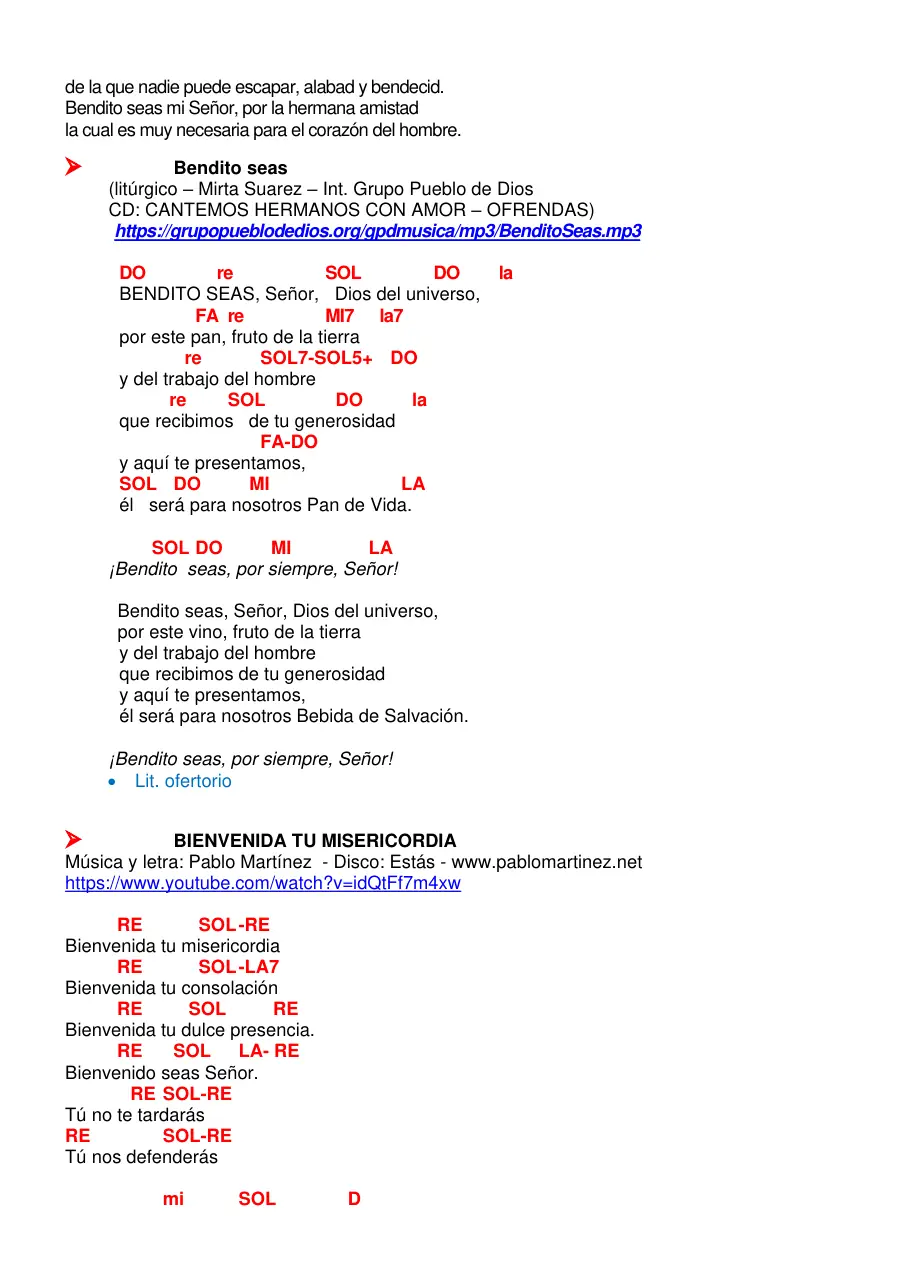 de la que nadie puede escapar, alabad y bendecid.
Bendito seas mi Señor, por la hermana amistad
la cual es muy necesaria para el corazón del hombre.
Bendito seas
(litúrgico – Mirta Suarez – Int. Grupo Pueblo de Dios
CD: CANTEMOS HERMANOS CON AMOR – OFRENDAS)
https://grupopueblodedios.org/gpdmusica/mp3/BenditoSeas.mp3
DO re SOL DO la
BENDITO SEAS, Señor, Dios del universo,
FA re MI7 la7
por este pan, fruto de la tierra
re SOL7-SOL5+ DO
y del trabajo del hombre
re SOL DO la
que recibimos de tu generosidad
FA-DO
y aquí te presentamos,
SOL DO MI LA
él será para nosotros Pan de Vida.
SOL DO MI LA
¡Bendito seas, por siempre, Señor!
Bendito seas, Señor, Dios del universo,
por este vino, fruto de la tierra
y del trabajo del hombre
que recibimos de tu generosidad
y aquí te presentamos,
él será para nosotros Bebida de Salvación.
¡Bendito seas, por siempre, Señor!
• Lit. ofertorio
BIENVENIDA TU MISERICORDIA
Música y letra: Pablo Martínez - Disco: Estás - www.pablomartinez.net
https://www.youtube.com/watch?v=idQtFf7m4xw
RE SOL-RE
Bienvenida tu misericordia
RE SOL-LA7
Bienvenida tu consolación
RE SOL RE
Bienvenida tu dulce presencia.
RE SOL LA- RE
Bienvenido seas Señor.
RE SOL-RE
Tú no te tardarás
RE SOL-RE
Tú nos defenderás
mi SOL D